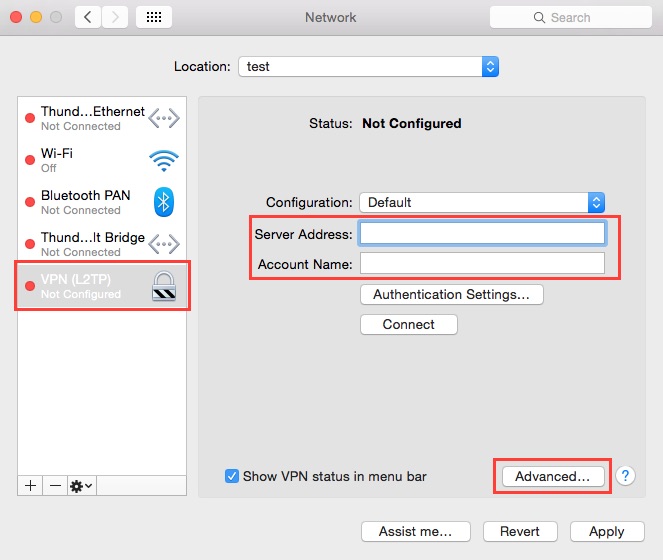 Network
Search
Location: test
Thund...Ethernet
Not Connected
Wi-Fi
Off
Bluetooth PAN
Not Connected
Thund...lt Bridge
Not Connected
VPN (L2TP)
Not Configured
Status: Not Configured
Configuration: Default
Server Address:
Account Name:
Authentication Settings...
Connect
Show VPN status in menu bar
Advanced...
?
Assist me...
Revert
Apply